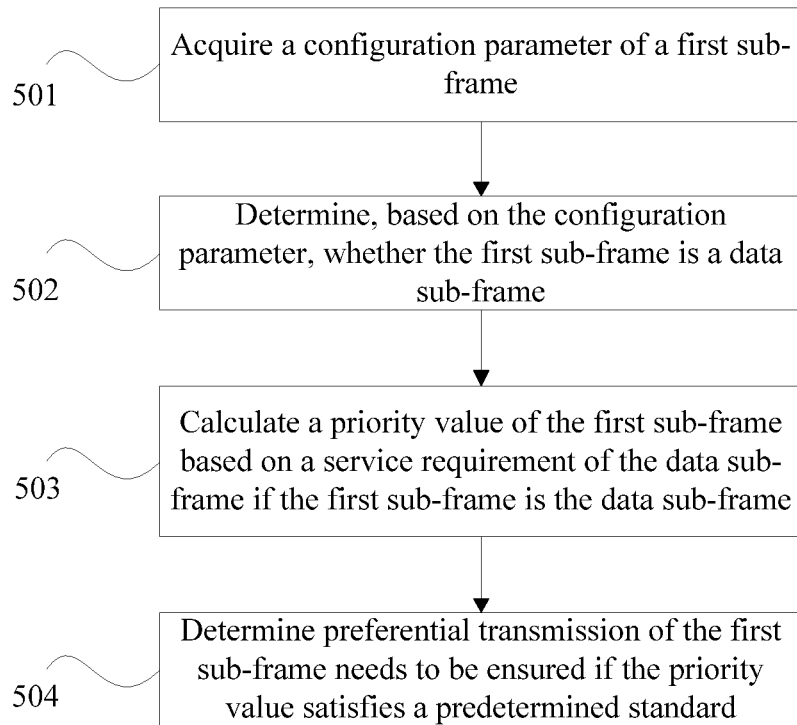 Acquire a configuration parameter of a first sub-
frame
501
Determine, based on the configuration
parameter, whether the first sub-frame is a data
sub-frame
502
Calculate a priority value of the first sub-frame
based on a service requirement of the data sub-
frame if the first sub-frame is the data sub-frame
503
Determine preferential transmission of the first
sub-frame needs to be ensured if the priority
value satisfies a predetermined standard
504